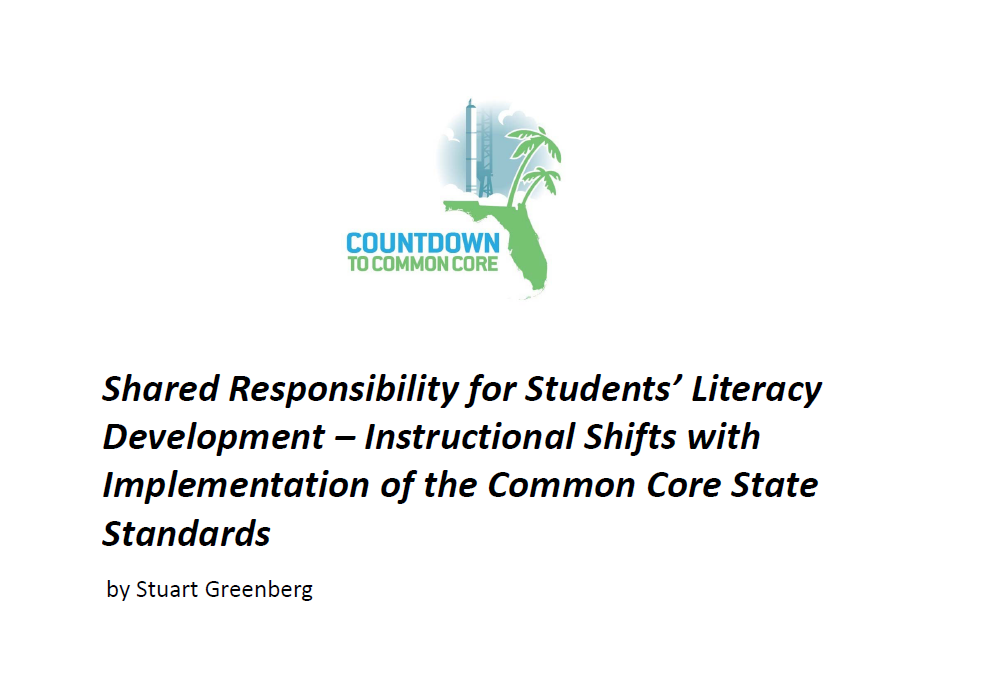 COUNTDOWN
TO COMMON CORE
Shared Responsibility for Students’ Literacy
Development – Instructional Shifts with
Implementation of the Common Core State
Standards
by Stuart Greenberg